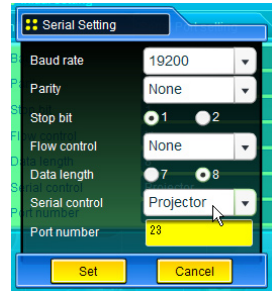 Serial Setting
Baud rate 19200
Parity None
Stop bit 1 2
Flow control None
Data length 7 8
Serial control Projector
Port number 23
Set Cancel